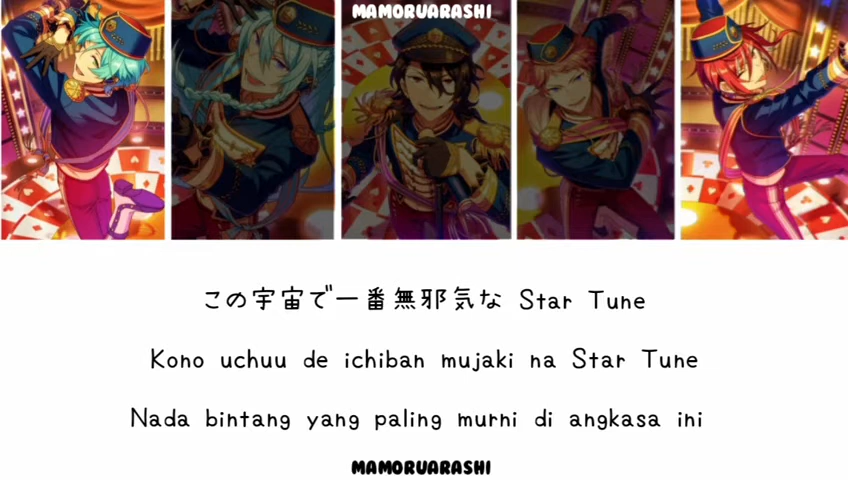 MAMORUARASHI
この宇宙で一番無邪気な Star Tune
Kono uchuu de ichiban mujaki na Star Tune
Nada bintang yang paling murni di angkasa ini
MAMORUARASHI